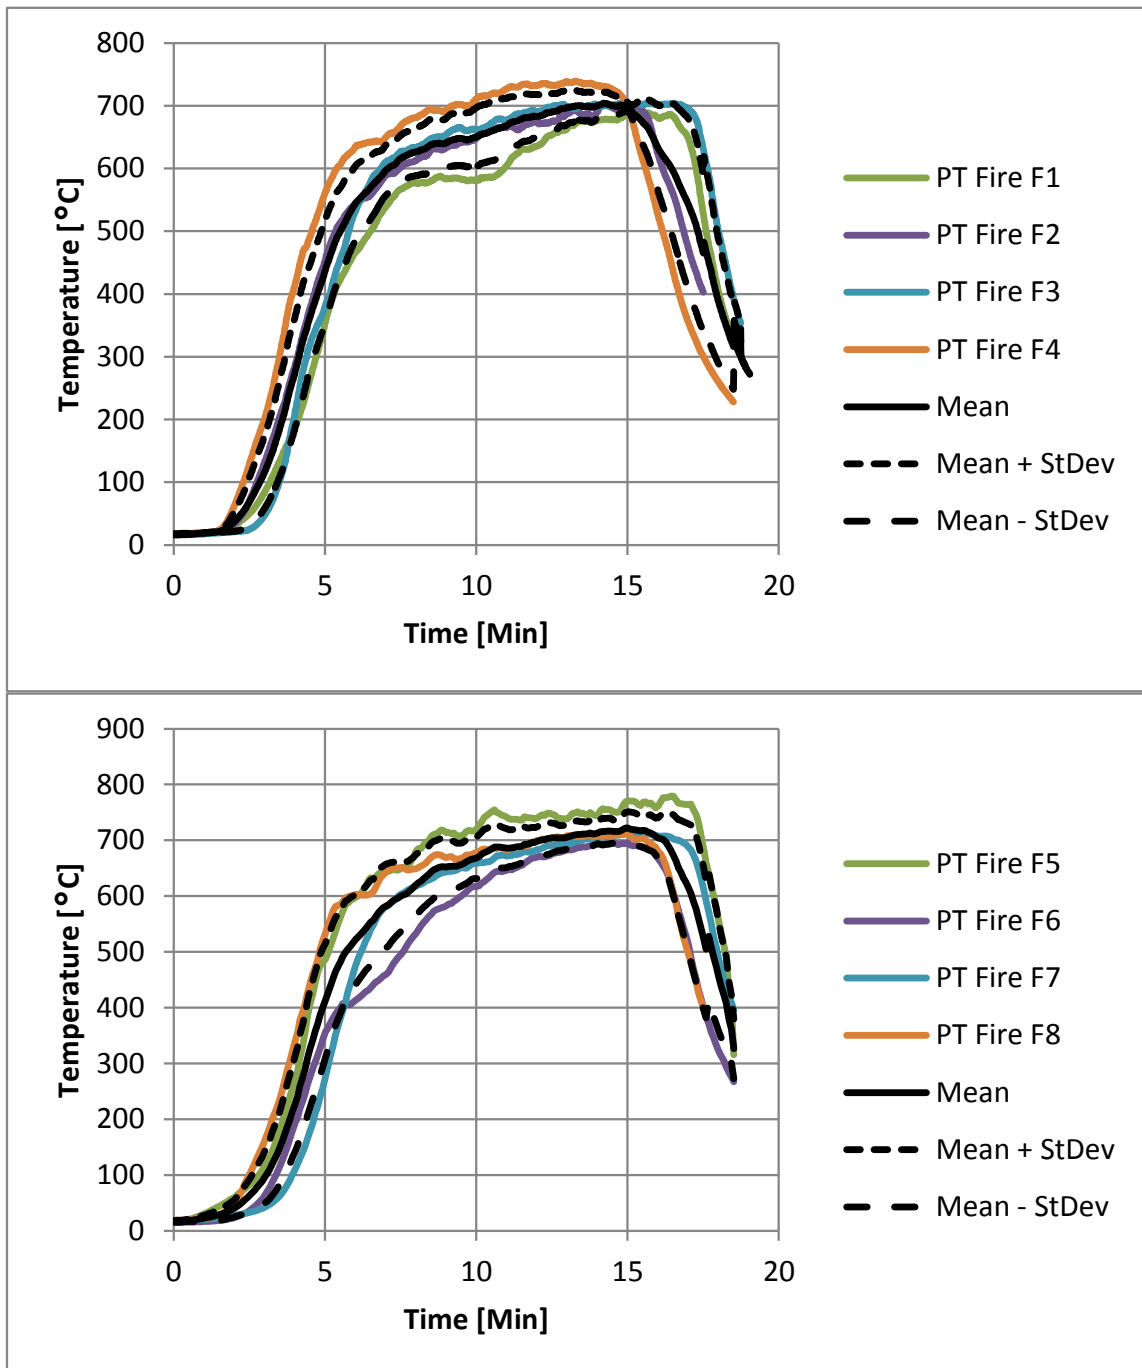 800
700
600
500
400
300
200
100
0
Temperature [°C]
0 5 10 15 20
Time [Min]
PT Fire F1
PT Fire F2
PT Fire F3
PT Fire F4
Mean
Mean + StDev
Mean - StDev
900
800
700
600
500
400
300
200
100
0
Temperature [°C]
0 5 10 15 20
Time [Min]
PT Fire F5
PT Fire F6
PT Fire F7
PT Fire F8
Mean
Mean + StDev
Mean - StDev